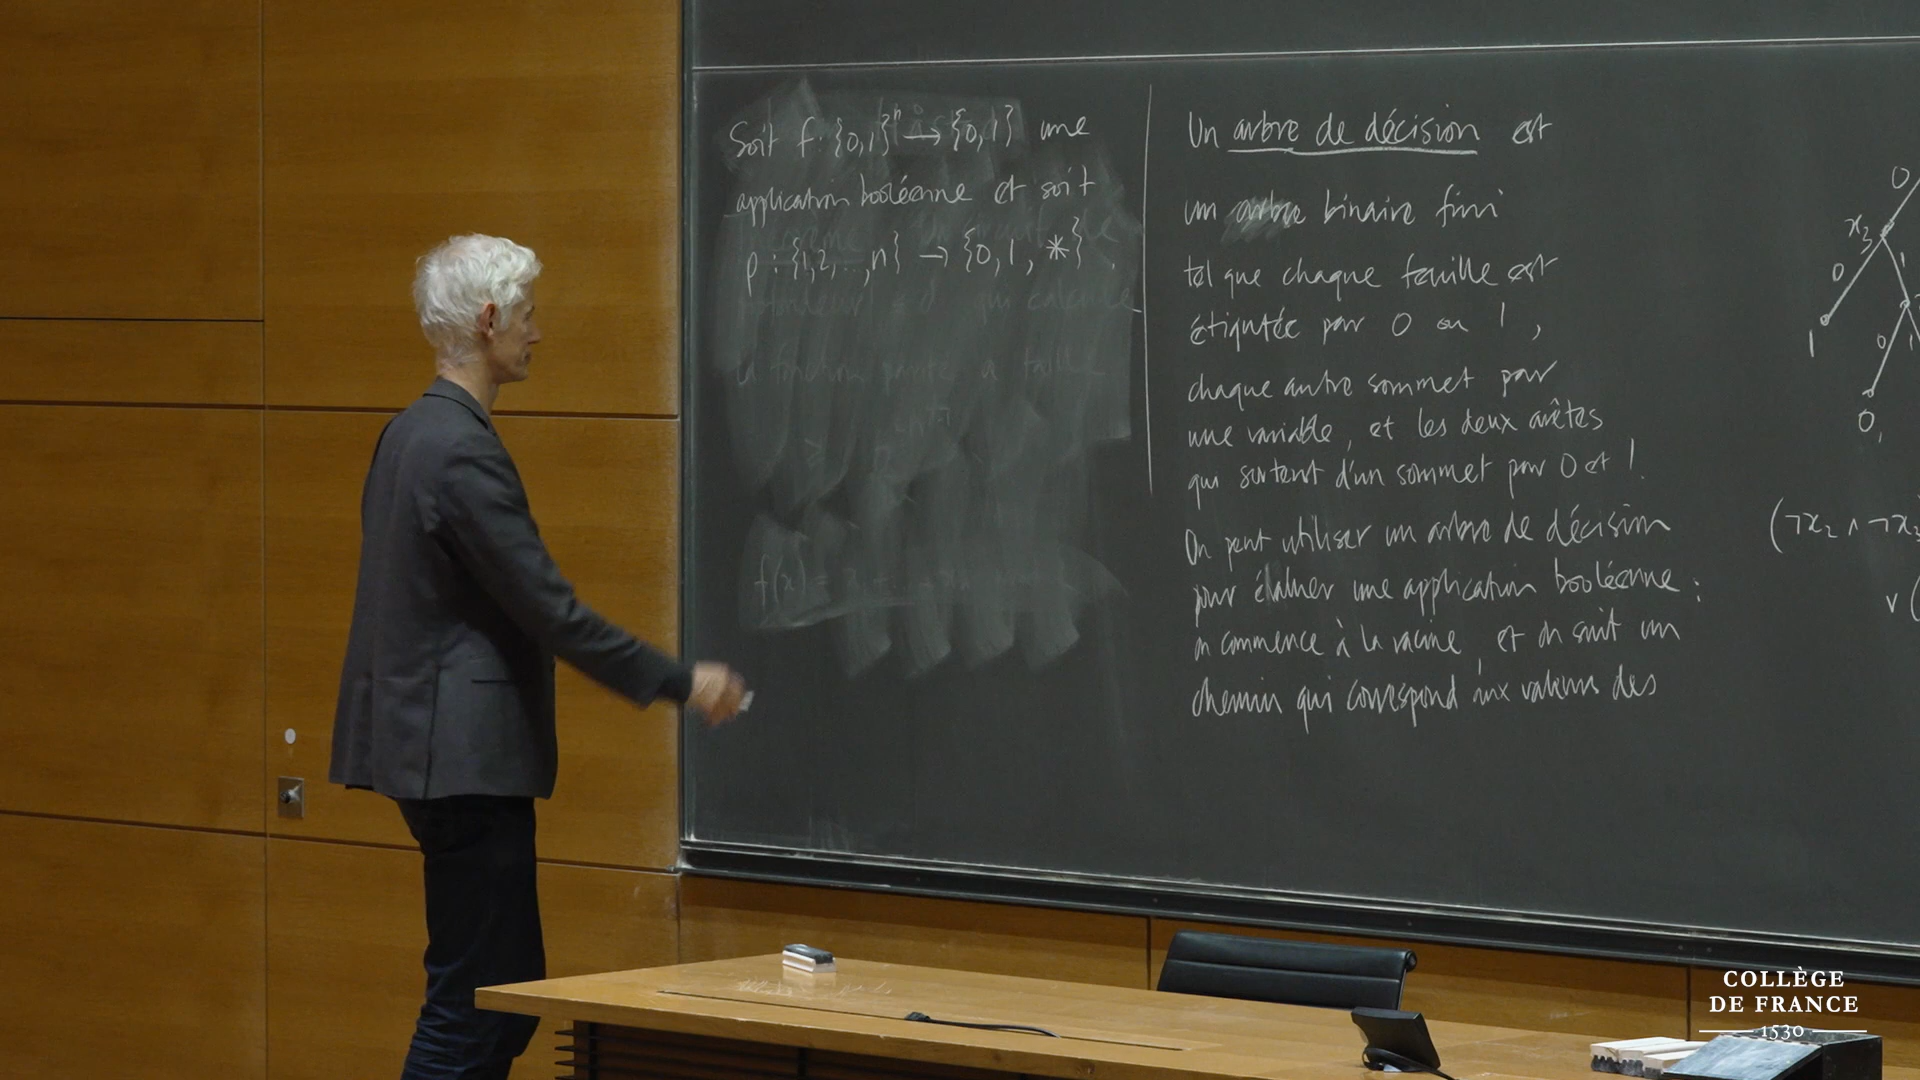 Soit f : {0,1}ⁿ → {0,1} une
application booléenne et soit
ρ : {1,2,...,n} → {0,1,*}.
Un arbre de décision est
un arbre binaire fini
tel que chaque feuille est
étiquetée par 0 ou 1,
chaque autre sommet par
une variable, et les deux arêtes
qui sortent d'un sommet par 0 et 1.
On peut utiliser un arbre de décision
pour évaluer une application booléenne :
on commence à la racine, et on suit un
chemin qui correspond aux valeurs des
0
x₃
0
1
1
0
1
0,
(¬x₂ ∧ ¬x₃
∨ (
f(x) =
COLLÈGE
DE FRANCE
1530